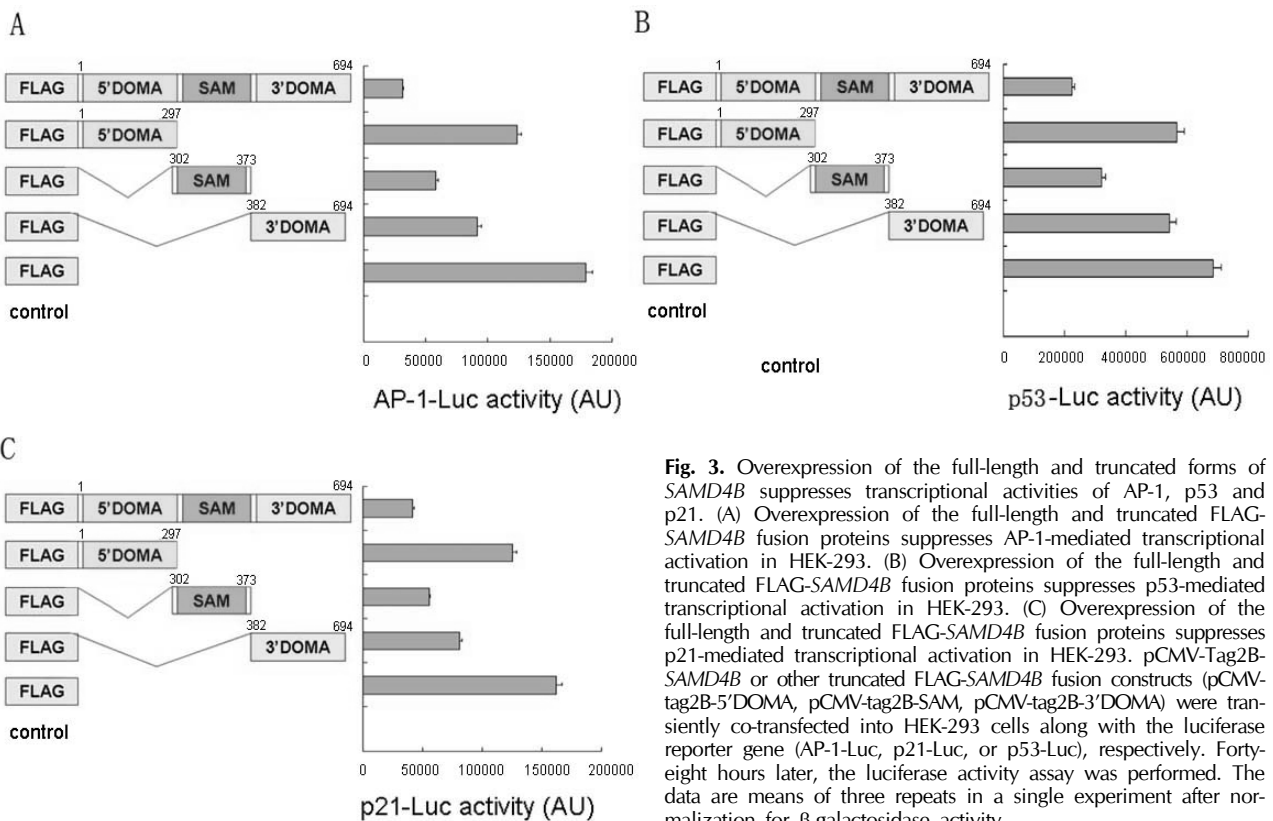 A
1 694
FLAG 5'DOMA SAM 3'DOMA
1 297
FLAG 5'DOMA
302 373
FLAG SAM
382 694
FLAG 3'DOMA
FLAG
control
0 50000 100000 150000 200000
AP-1-Luc activity (AU)
B
1 694
FLAG 5'DOMA SAM 3'DOMA
1 297
FLAG 5'DOMA
302 373
FLAG SAM
382 694
FLAG 3'DOMA
FLAG
control
control
0 200000 400000 600000 800000
p53-Luc activity (AU)
C
1 694
FLAG 5'DOMA SAM 3'DOMA
1 297
FLAG 5'DOMA
302 373
FLAG SAM
382 694
FLAG 3'DOMA
FLAG
control
0 50000 100000 150000 200000
p21-Luc activity (AU)
Fig. 3. Overexpression of the full-length and truncated forms of
SAMD4B suppresses transcriptional activities of AP-1, p53 and
p21. (A) Overexpression of the full-length and truncated FLAG-
SAMD4B fusion proteins suppresses AP-1-mediated transcriptional
activation in HEK-293. (B) Overexpression of the full-length and
truncated FLAG-SAMD4B fusion proteins suppresses p53-mediated
transcriptional activation in HEK-293. (C) Overexpression of the
full-length and truncated FLAG-SAMD4B fusion proteins suppresses
p21-mediated transcriptional activation in HEK-293. pCMV-Tag2B-
SAMD4B or other truncated FLAG-SAMD4B fusion constructs (pCMV-
tag2B-5′DOMA, pCMV-tag2B-SAM, pCMV-tag2B-3′DOMA) were tran-
siently co-transfected into HEK-293 cells along with the luciferase
reporter gene (AP-1-Luc, p21-Luc, or p53-Luc), respectively. Forty-
eight hours later, the luciferase activity assay was performed. The
data are means of three repeats in a single experiment after nor-
malization for β-galactosidase activity